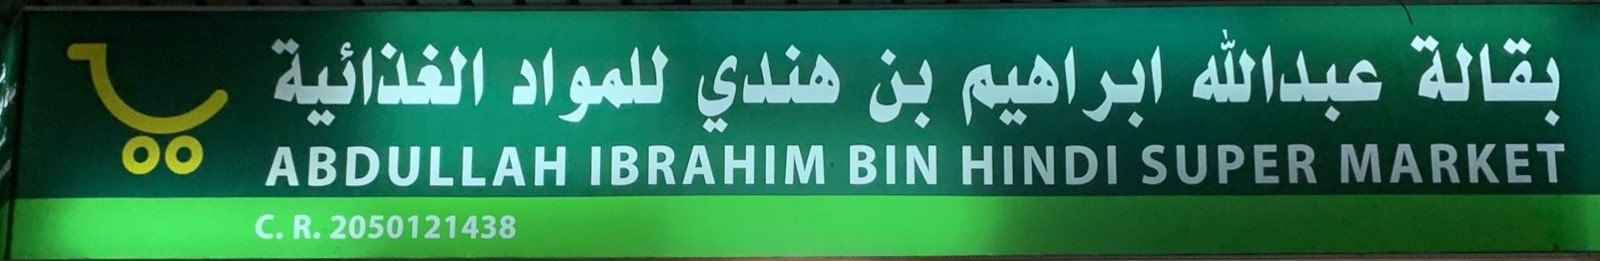 بقالة عبدالله ابراهيم بن هندي للمواد الغذائية
ABDULLAH IBRAHIM BIN HINDI SUPER MARKET
C. R. 2050121438